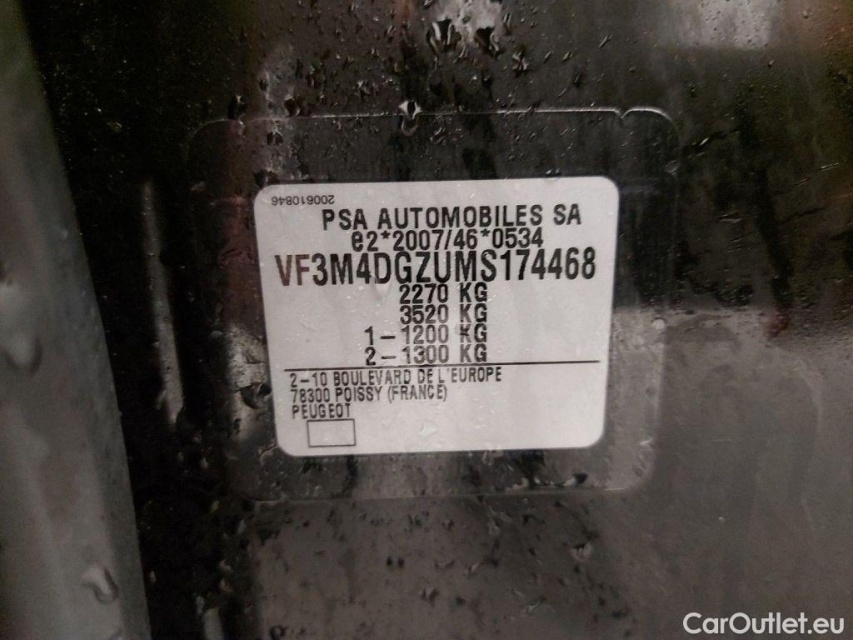 200610846
PSA AUTOMOBILES SA
e2*2007/46*0534
VF3M4DGZUMS174468
2270 KG
3520 KG
1-1200 KG
2-1300 KG
2-10 BOULEVARD DE L'EUROPE
78300 POISSY (FRANCE)
PEUGEOT
CarOutlet.eu